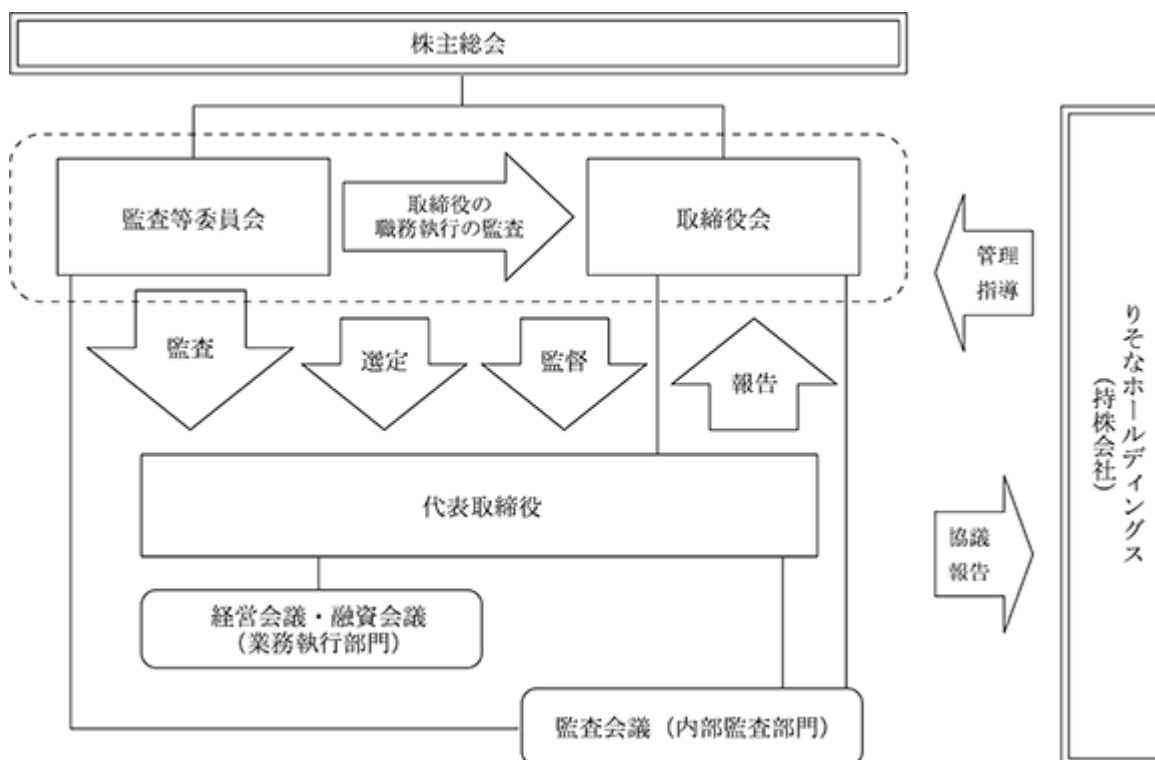 株主総会
監査等委員会
取締役の
職務執行の監査
取締役会
管理
指導
監査
選定
監督
報告
りそなホールディングス
(持株会社)
代表取締役
協議
報告
経営会議・融資会議
(業務執行部門)
監査会議(内部監査部門)